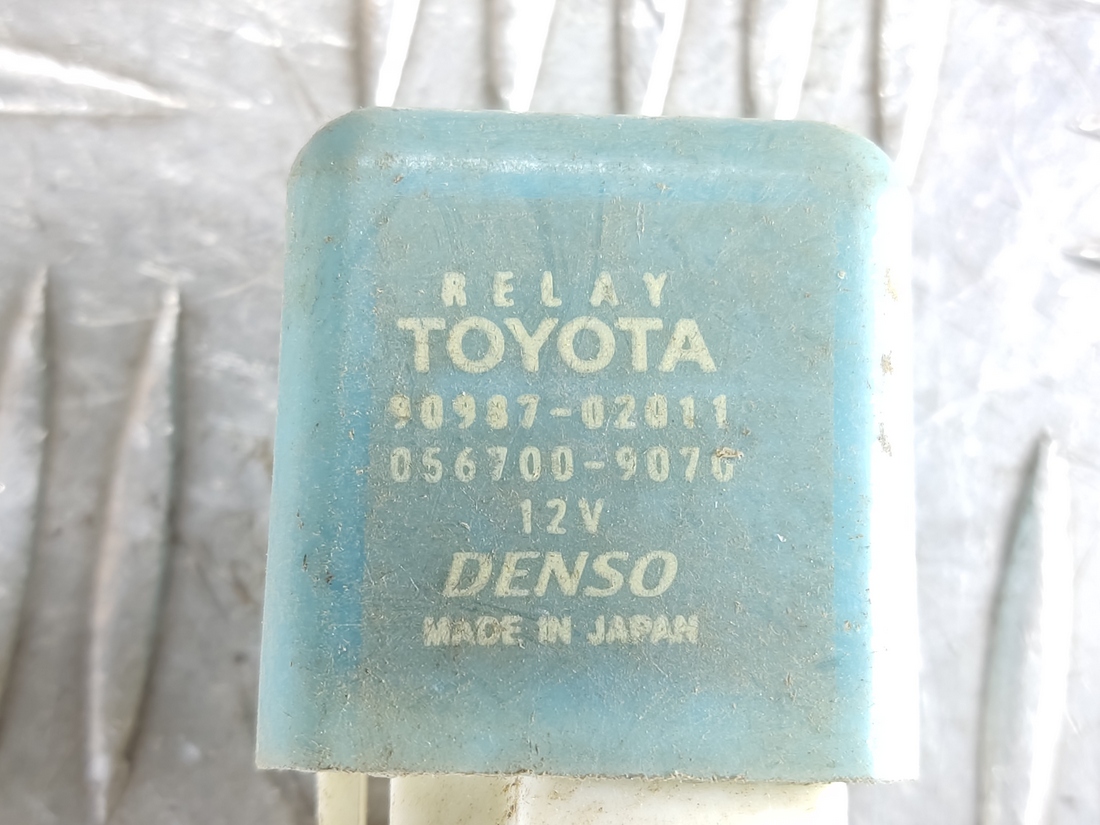 RELAY
TOYOTA
90987-02011
056700-9070
12V
DENSO
MADE IN JAPAN